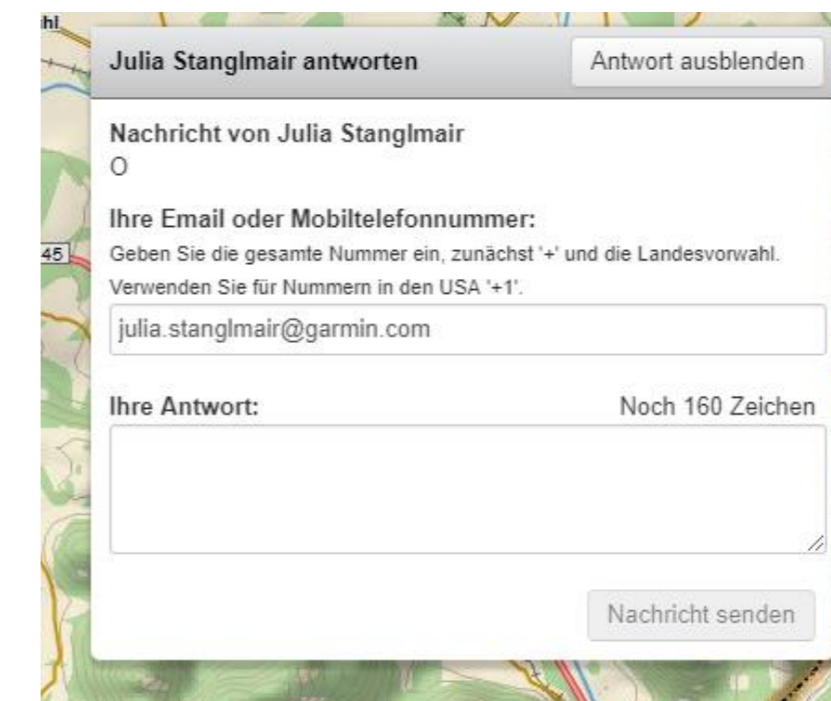 hl
Julia Stanglmair antworten
Antwort ausblenden
Nachricht von Julia Stanglmair
O
Ihre Email oder Mobiltelefonnummer:
45
Geben Sie die gesamte Nummer ein, zunächst '+' und die Landesvorwahl.
Verwenden Sie für Nummern in den USA '+1'.
julia.stanglmair@garmin.com
Ihre Antwort:
Noch 160 Zeichen
Nachricht senden